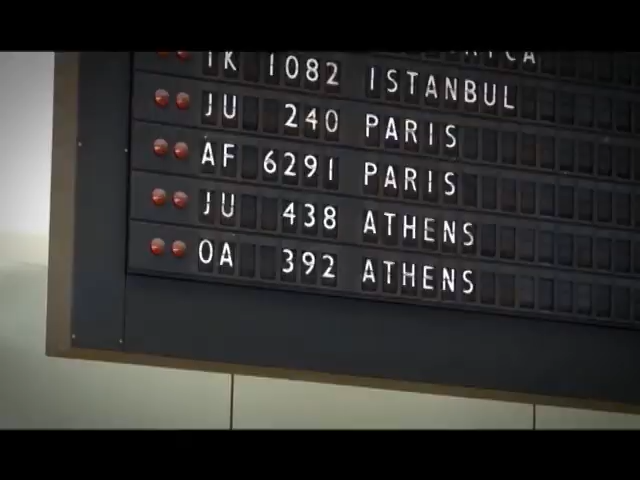 TK 1082 ISTANBUL
JU 240 PARIS
AF 6291 PARIS
JU 438 ATHENS
OA 392 ATHENS